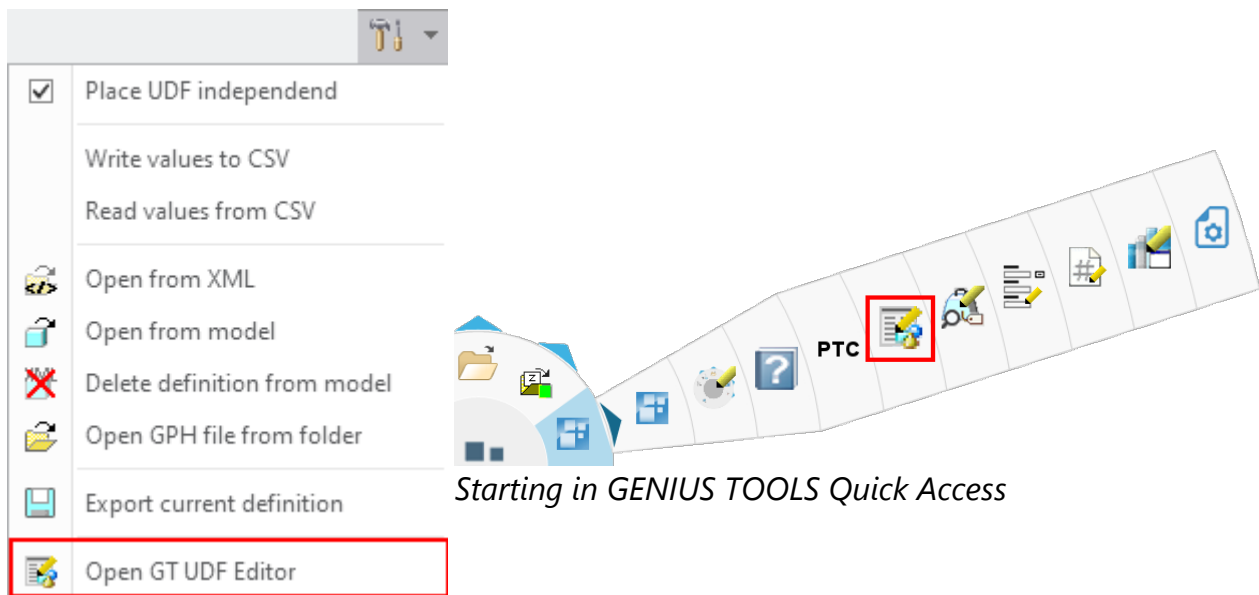 Place UDF independend
Write values to CSV
Read values from CSV
Open from XML
Open from model
Delete definition from model
Open GPH file from folder
Export current definition
Open GT UDF Editor
PTC
Starting in GENIUS TOOLS Quick Access